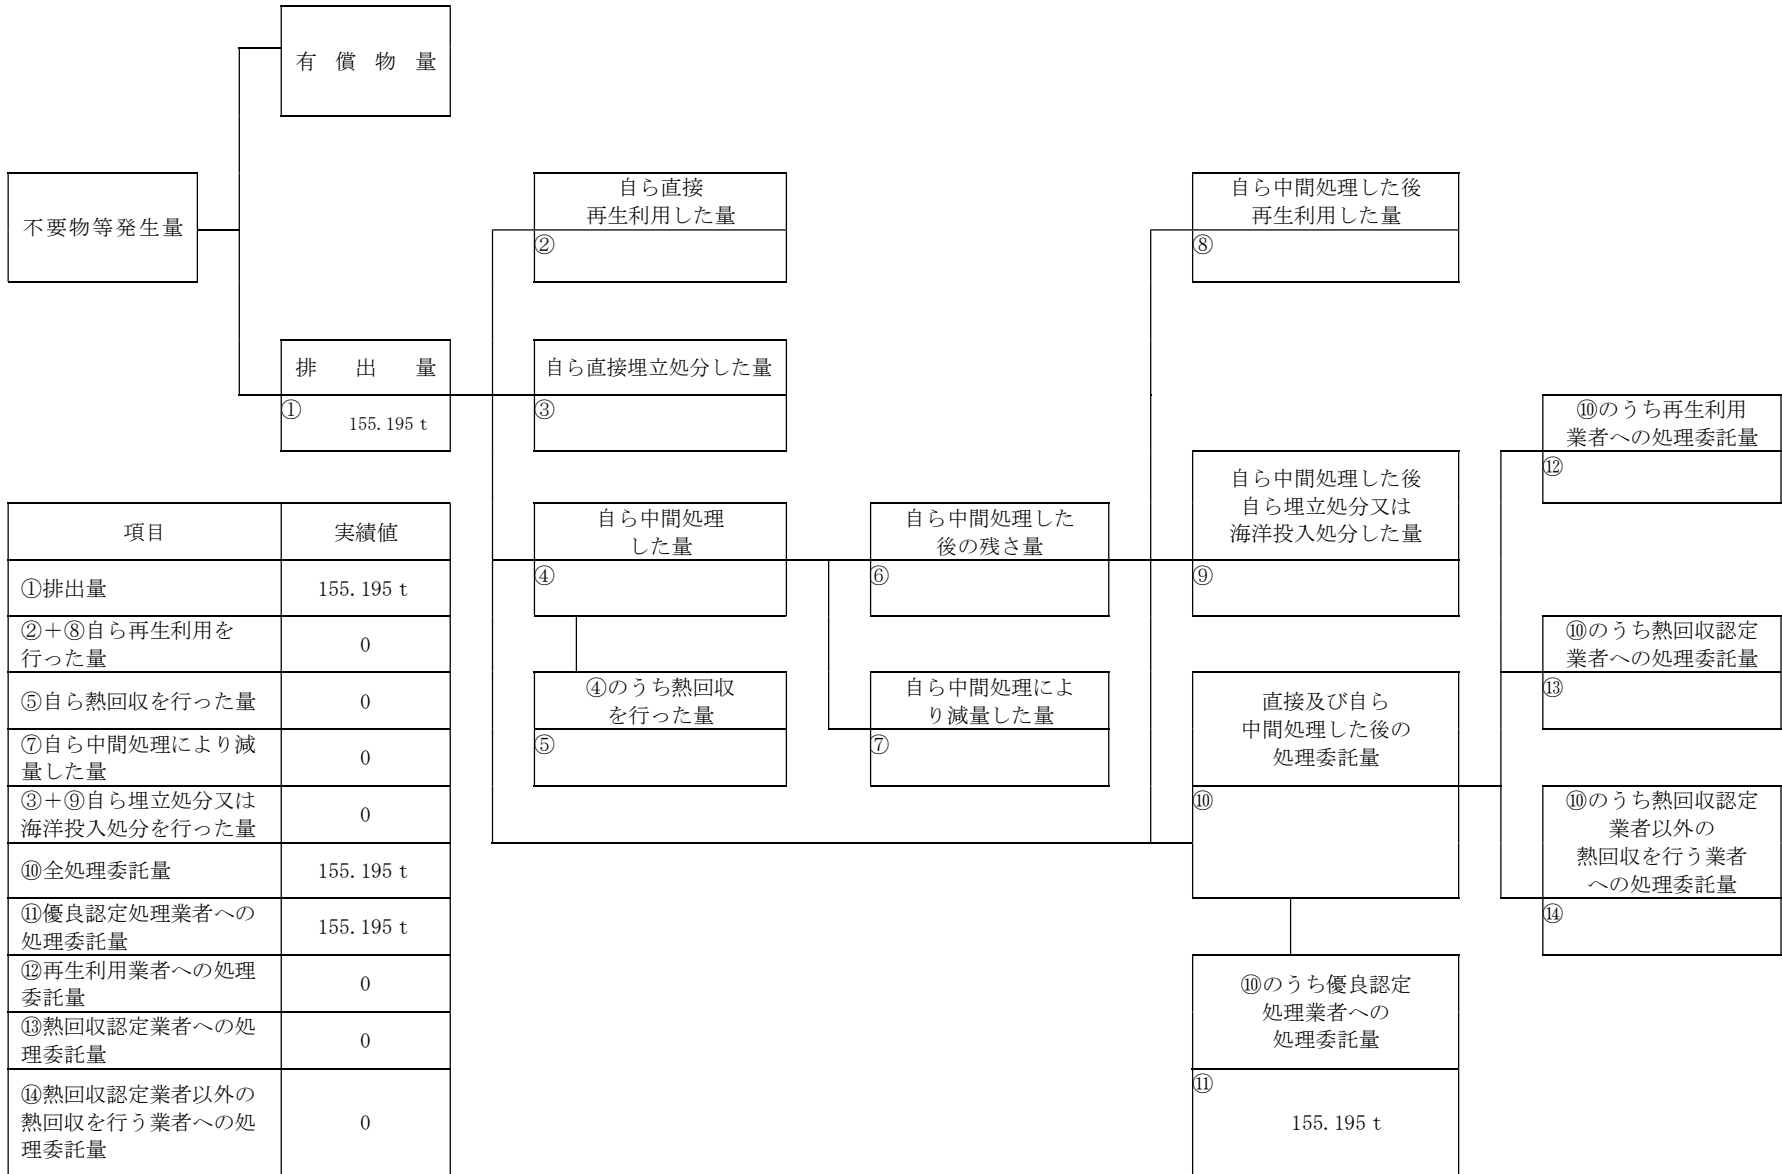 有 償 物 量
不要物等発生量
自ら直接
再生利用した量
②
自ら中間処理した後
再生利用した量
⑧
排 出 量
① 155.195 t
自ら直接埋立処分した量
③
⑩のうち再生利用
業者への処理委託量
⑫
自ら中間処理
した量
④
自ら中間処理した
後の残さ量
⑥
自ら中間処理した後
自ら埋立処分又は
海洋投入処分した量
⑨
⑩のうち熱回収認定
業者への処理委託量
⑬
④のうち熱回収
を行った量
⑤
自ら中間処理によ
り減量した量
⑦
直接及び自ら
中間処理した後の
処理委託量
⑩
⑩のうち熱回収認定
業者以外の
熱回収を行う業者
への処理委託量
⑭
⑩のうち優良認定
処理業者への
処理委託量
⑪
155.195 t
項目 実績値
①排出量 155.195 t
②＋⑧自ら再生利用を
行った量 0
⑤自ら熱回収を行った量 0
⑦自ら中間処理により減
量した量 0
③＋⑨自ら埋立処分又は
海洋投入処分を行った量 0
⑩全処理委託量 155.195 t
⑪優良認定処理業者への
処理委託量 155.195 t
⑫再生利用業者への処理
委託量 0
⑬熱回収認定業者への処
理委託量 0
⑭熱回収認定業者以外の
熱回収を行う業者への処
理委託量 0